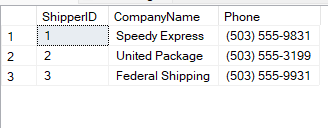 ShipperID CompanyName Phone
1 1 Speedy Express (503) 555-9831
2 2 United Package (503) 555-3199
3 3 Federal Shipping (503) 555-9931